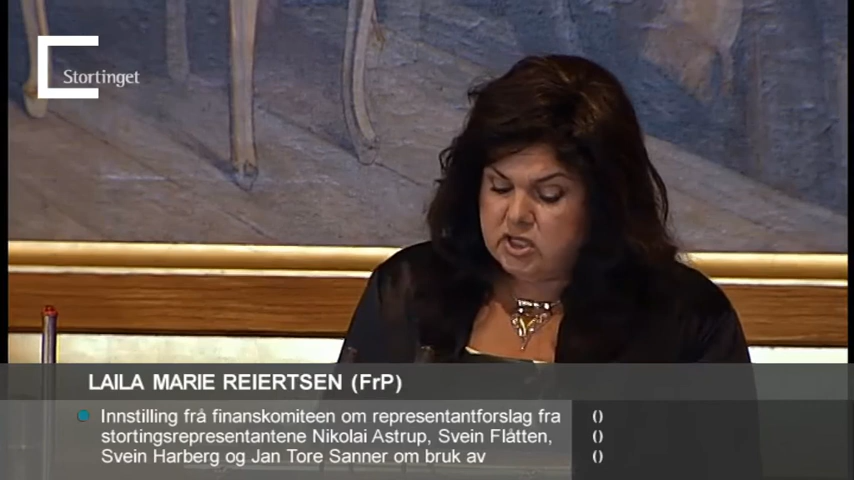 Stortinget
LAILA MARIE REIERTSEN (FrP)
Innstilling frå finanskomiteen om representantforslag fra
stortingsrepresentantene Nikolai Astrup, Svein Flåtten,
Svein Harberg og Jan Tore Sanner om bruk av
()
()
()